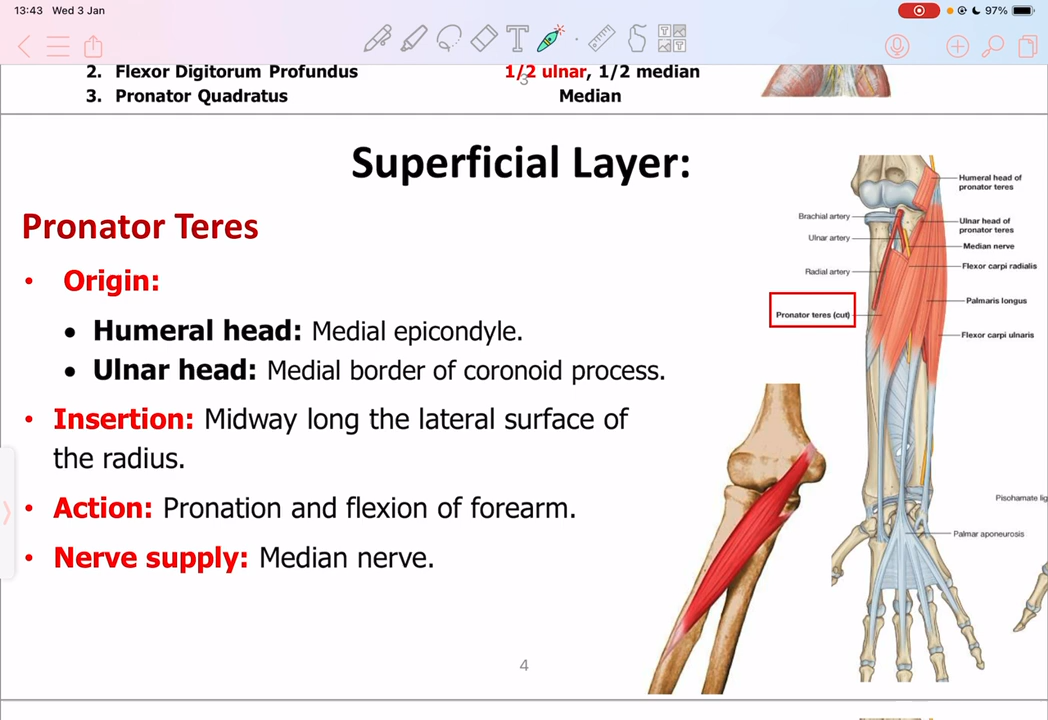 13:43 Wed 3 Jan
97%
2. Flexor Digitorum Profundus
1/2 ulnar, 1/2 median
3
3. Pronator Quadratus
Median
Superficial Layer:
Pronator Teres
• Origin:
• Humeral head: Medial epicondyle.
• Ulnar head: Medial border of coronoid process.
• Insertion: Midway long the lateral surface of
the radius.
• Action: Pronation and flexion of forearm.
• Nerve supply: Median nerve.
Humeral head of
pronator teres
Brachial artery
Ulnar head of
pronator teres
Ulnar artery
Median nerve
Flexor carpi radialis
Radial artery
Palmaris longus
Pronator teres (cut)
Flexor carpi ulnaris
Pisohamate lig
Palmar aponeurosis
4